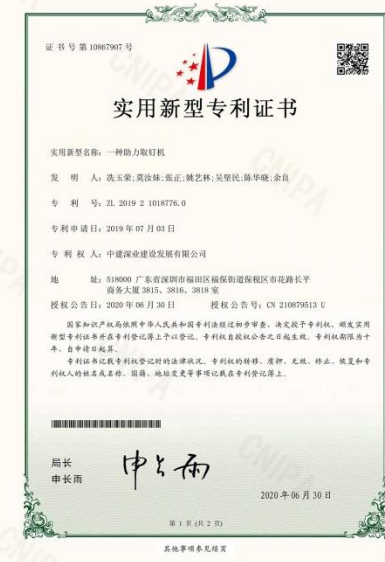 证书号第10867907号
实用新型专利证书
实用新型名称：一种助力取钉机
发明人：冼玉荣;莫汝妹;张正;姚艺林;吴坚民;陈华晓;余良
专利号：ZL 2019 2 1018776.0
专利申请日：2019年07月03日
专利权人：中建深业建设发展有限公司
地址：518000 广东省深圳市福田区福保街道保税区市花路长平
商务大厦3815、3816、3818室
授权公告日：2020年06月30日 授权公告号：CN 210879513 U
国家知识产权局依照中华人民共和国专利法经过初步审查，决定授予专利权，颁发实用
新型专利证书并在专利登记簿上予以登记。专利权自授权公告之日起生效。专利权期限为十
年，自申请日起算。
专利证书记载专利权登记时的法律状况。专利权的转移、质押、无效、终止、恢复和专
利权人的姓名或名称、国籍、地址变更等事项记载在专利登记簿上。
局长
申长雨
申长雨
2020年06月30日
第1页(共2页)
其他事项参见续页
CNIPA